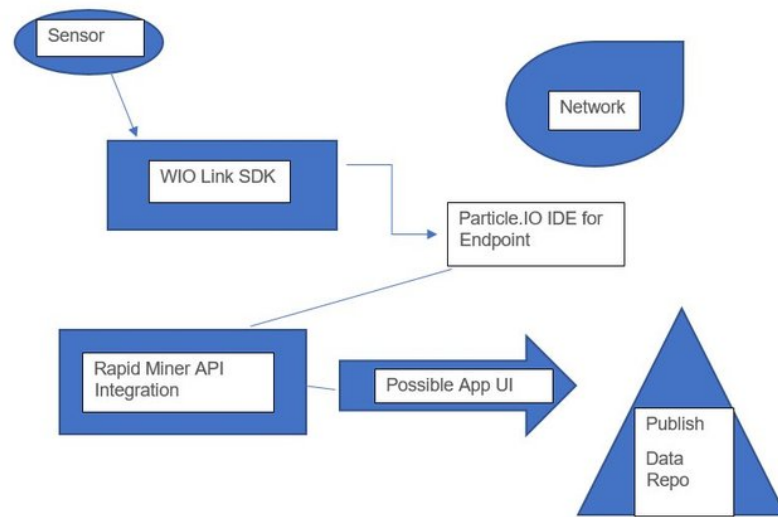 Sensor
Network
WIO Link SDK
Particle.IO IDE for
Endpoint
Rapid Miner API
Integration
Possible App UI
Publish
Data
Repo